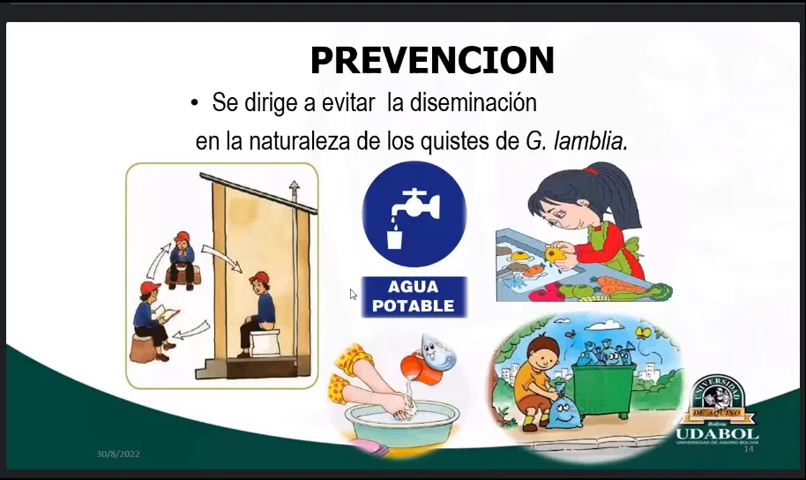 PREVENCION
• Se dirige a evitar la diseminación
en la naturaleza de los quistes de G. lamblia.
AGUA
POTABLE
UNIVERSIDAD
DE AQUINO
Bolivia
UDABOL
UNIVERSIDAD DE AQUINO BOLIVIA
30/8/2022
14